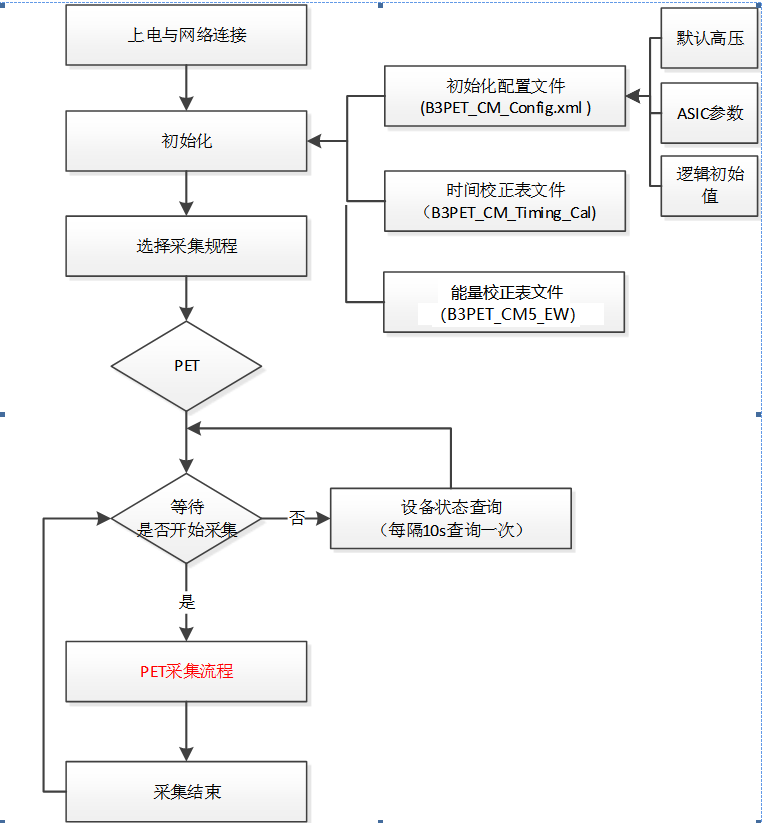 上电与网络连接
初始化
选择采集规程
PET
等待
是否开始采集
否
设备状态查询
（每隔10s查询一次）
是
PET采集流程
采集结束
初始化配置文件
(B3PET_CM_Config.xml )
时间校正表文件
（B3PET_CM_Timing_Cal)
能量校正表文件
（B3PET_CM5_EW）
默认高压
ASIC参数
逻辑初始
值